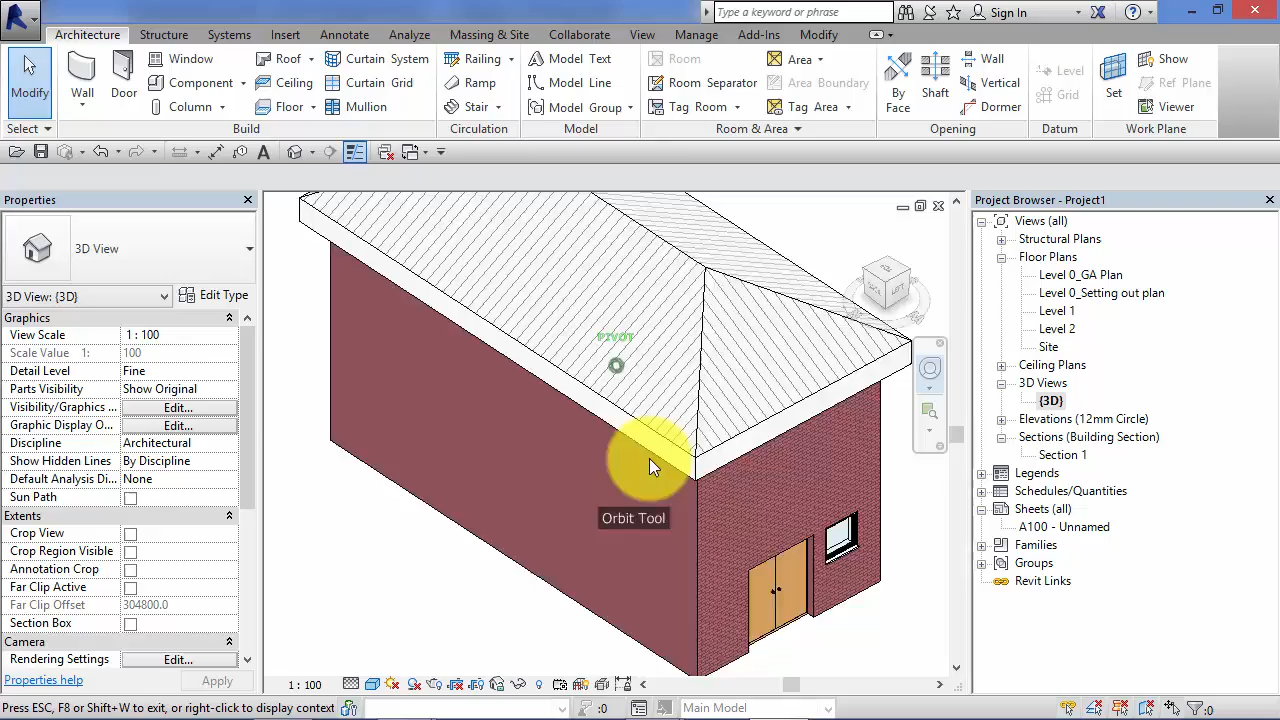 Type a keyword or phrase
Sign In
Architecture Structure Systems Insert Annotate Analyze Massing & Site Collaborate View Manage Add-Ins Modify
Modify
Select
Wall
Door
Window
Component
Column
Roof
Ceiling
Floor
Curtain System
Curtain Grid
Mullion
Build
Railing
Ramp
Stair
Circulation
Model Text
Model Line
Model Group
Model
Room
Room Separator
Tag Room
Area
Area Boundary
Tag Area
Room & Area
By Face
Shaft
Wall
Vertical
Dormer
Opening
Level
Grid
Datum
Set
Show
Ref Plane
Viewer
Work Plane
Properties
3D View
3D View: {3D} Edit Type
Graphics
View Scale 1 : 100
Scale Value 1: 100
Detail Level Fine
Parts Visibility Show Original
Visibility/Graphics ... Edit...
Graphic Display O... Edit...
Discipline Architectural
Show Hidden Lines By Discipline
Default Analysis Di... None
Sun Path
Extents
Crop View
Crop Region Visible
Annotation Crop
Far Clip Active
Far Clip Offset 304800.0
Section Box
Camera
Rendering Settings Edit...
Properties help Apply
PIVOT
Orbit Tool
LEFT
1 : 100
Project Browser - Project1
Views (all)
Structural Plans
Floor Plans
Level 0_GA Plan
Level 0_Setting out plan
Level 1
Level 2
Site
Ceiling Plans
3D Views
{3D}
Elevations (12mm Circle)
Sections (Building Section)
Section 1
Legends
Schedules/Quantities
Sheets (all)
A100 - Unnamed
Families
Groups
Revit Links
Press ESC, F8 or Shift+W to exit, or right-click to display context
:0
Main Model
:0